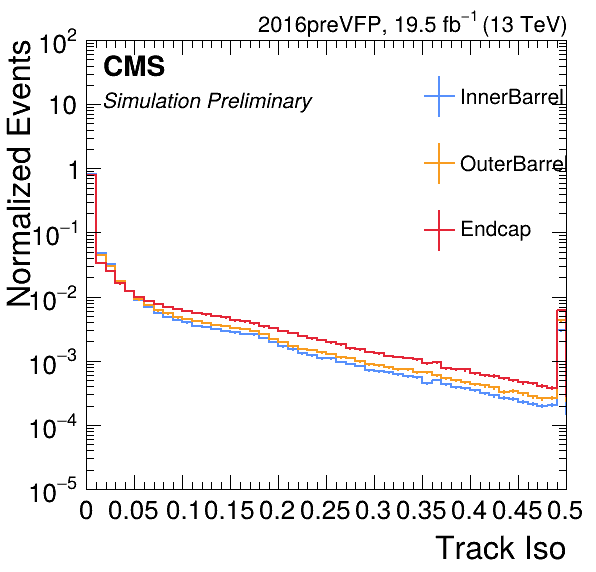 2016preVFP, 19.5 fb⁻¹ (13 TeV)
CMS
Simulation Preliminary
InnerBarrel
OuterBarrel
Endcap
Normalized Events
10²
10
1
10⁻¹
10⁻²
10⁻³
10⁻⁴
10⁻⁵
0 0.05 0.1 0.15 0.2 0.25 0.3 0.35 0.4 0.45 0.5
Track Iso